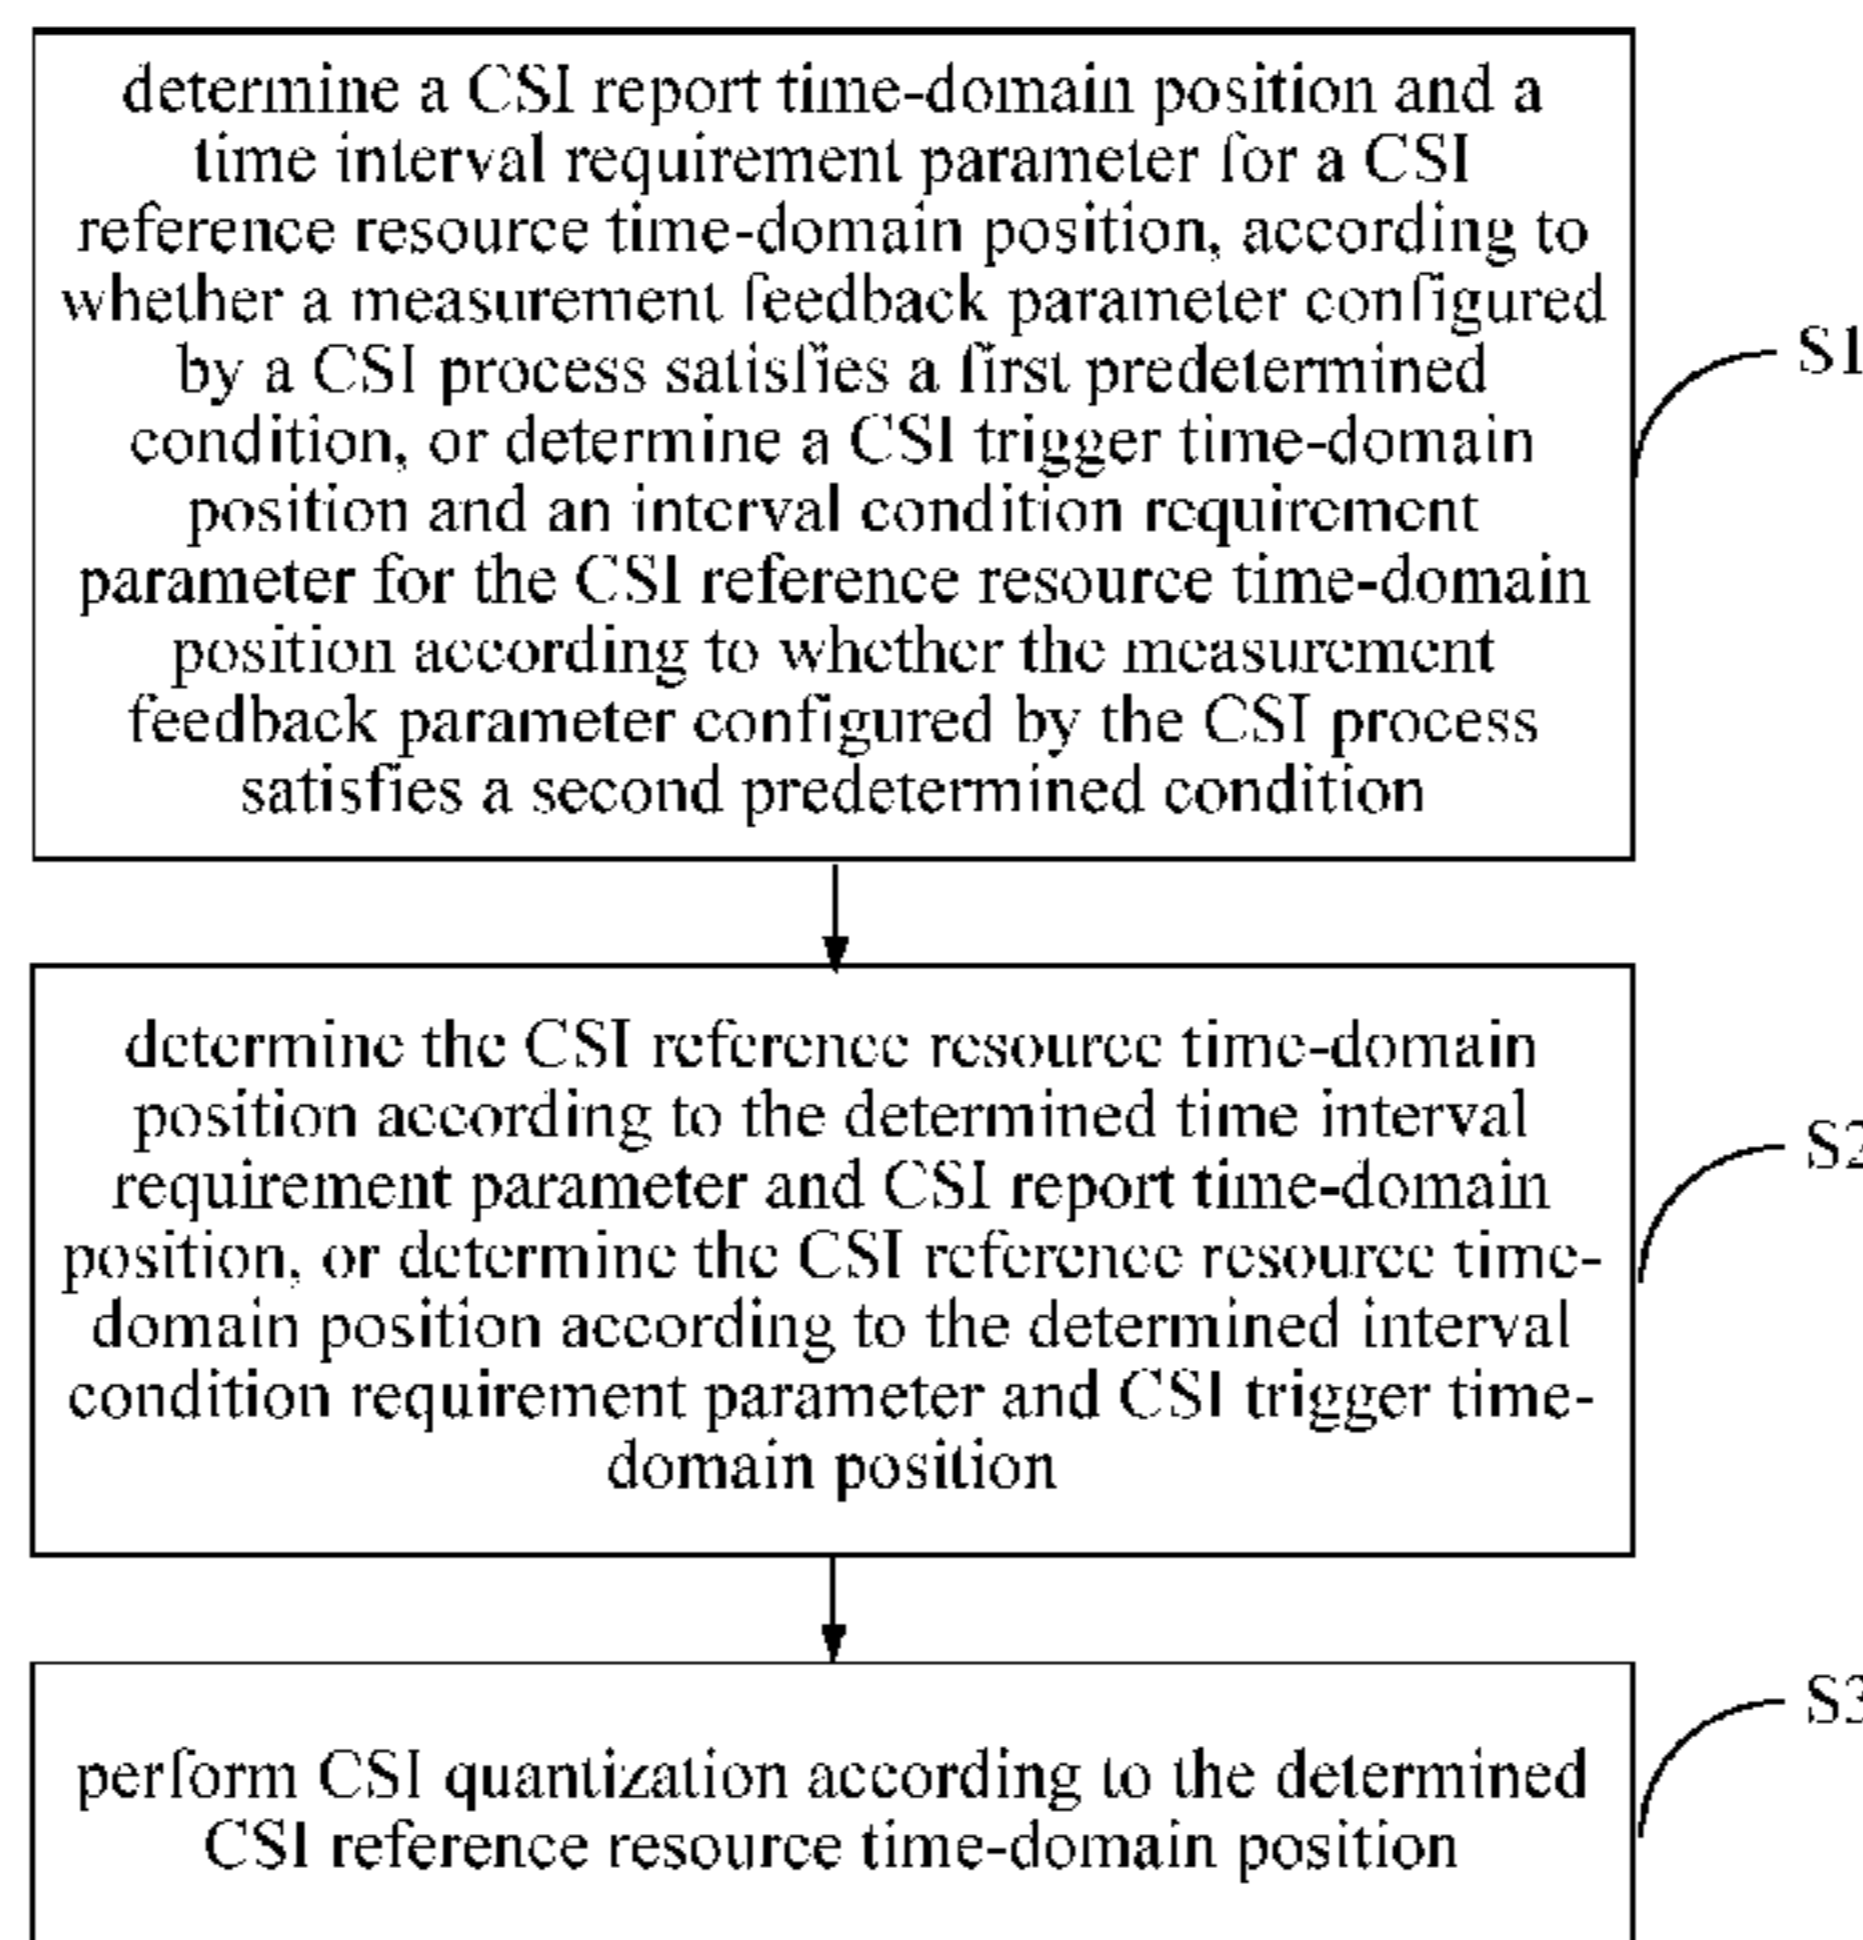 determine a CSI report time-domain position and a
time interval requirement parameter for a CSI
reference resource time-domain position, according to
whether a measurement feedback parameter configured
by a CSI process satisfies a first predetermined
condition, or determine a CSI trigger time-domain
position and an interval condition requirement
parameter for the CSI reference resource time-domain
position according to whether the measurement
feedback parameter configured by the CSI process
satisfies a second predetermined condition
S1
determine the CSI reference resource time-domain
position according to the determined time interval
requirement parameter and CSI report time-domain
position, or determine the CSI reference resource time-
domain position according to the determined interval
condition requirement parameter and CSI trigger time-
domain position
S2
perform CSI quantization according to the determined
CSI reference resource time-domain position
S3